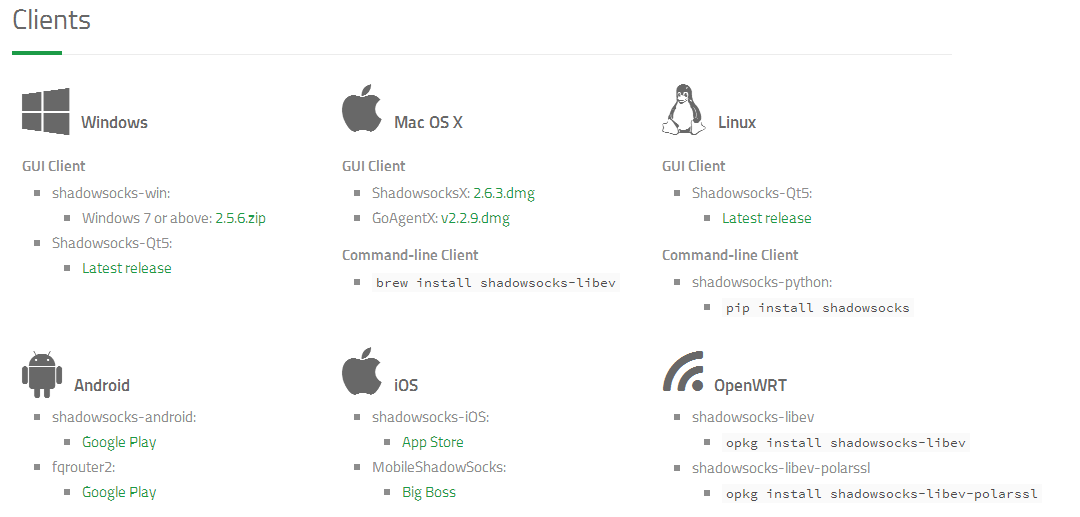 Clients
Windows
GUI Client
shadowsocks-win:
Windows 7 or above: 2.5.6.zip
Shadowsocks-Qt5:
Latest release
Mac OS X
GUI Client
ShadowsocksX: 2.6.3.dmg
GoAgentX: v2.2.9.dmg
Command-line Client
brew install shadowsocks-libev
Linux
GUI Client
Shadowsocks-Qt5:
Latest release
Command-line Client
shadowsocks-python:
pip install shadowsocks
Android
shadowsocks-android:
Google Play
fqrouter2:
Google Play
iOS
shadowsocks-iOS:
App Store
MobileShadowSocks:
Big Boss
OpenWRT
shadowsocks-libev
opkg install shadowsocks-libev
shadowsocks-libev-polarssl
opkg install shadowsocks-libev-polarssl